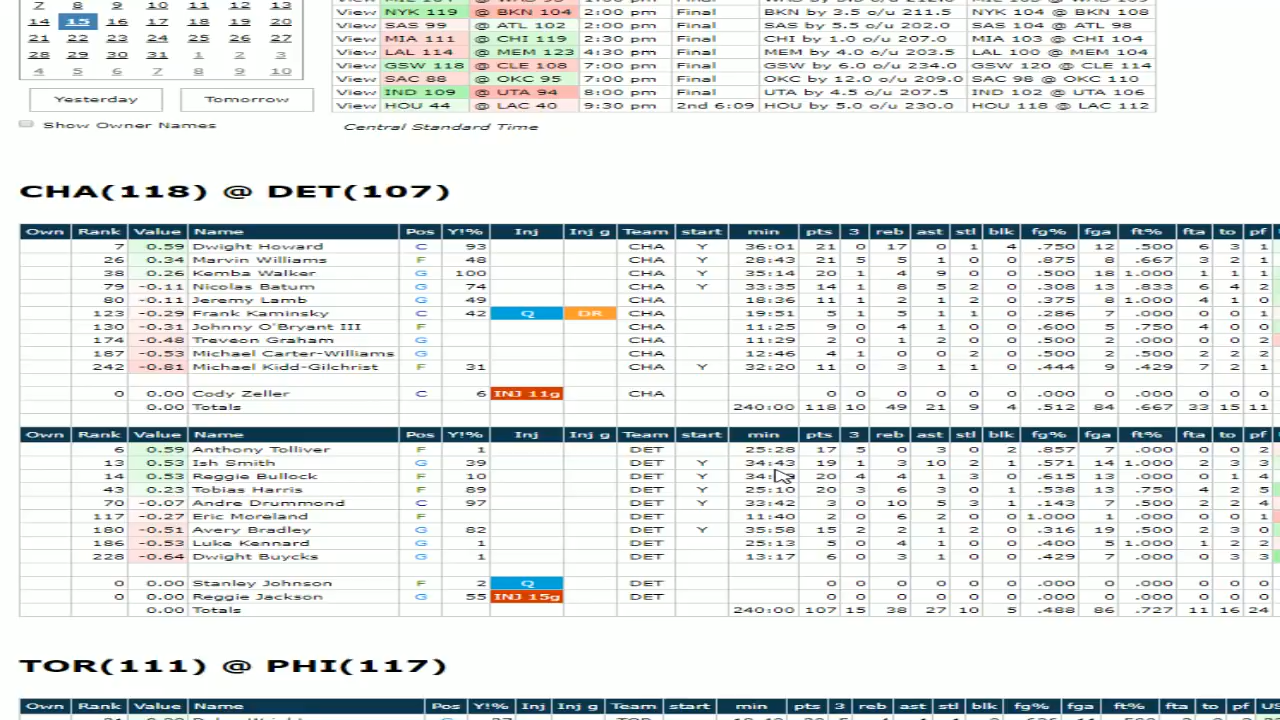 7 8 9 10 11 12 13
14 15 16 17 18 19 20
21 22 23 24 25 26 27
28 29 30 31 1 2 3
4 5 6 7 8 9 10
Yesterday Tomorrow
Show Owner Names
View NYK 119 @ BKN 104 2:00 pm Final BKN by 3.5 o/u 211.0 NYK 104 @ BKN 108
View SAS 99 @ ATL 102 2:00 pm Final SAS by 5.5 o/u 202.0 SAS 104 @ ATL 98
View MIA 111 @ CHI 119 2:30 pm Final CHI by 1.0 o/u 207.0 MIA 103 @ CHI 104
View LAL 114 @ MEM 123 4:30 pm Final MEM by 4.0 o/u 203.5 LAL 100 @ MEM 104
View GSW 118 @ CLE 108 7:00 pm Final GSW by 6.0 o/u 234.0 GSW 120 @ CLE 114
View SAC 88 @ OKC 95 7:00 pm Final OKC by 12.0 o/u 209.0 SAC 98 @ OKC 110
View IND 109 @ UTA 94 8:00 pm Final UTA by 4.5 o/u 207.5 IND 102 @ UTA 106
View HOU 44 @ LAC 40 9:30 pm 2nd 6:09 HOU by 5.0 o/u 230.0 HOU 118 @ LAC 112
Central Standard Time
CHA(118) @ DET(107)
Own Rank Value Name Pos Y!% Inj Inj g Team start min pts 3 reb ast stl blk fg% fga ft% fta to pf
7 0.59 Dwight Howard C 93 CHA Y 36:01 21 0 17 0 1 4 .750 12 .500 6 3 1
26 0.34 Marvin Williams F 48 CHA Y 28:43 21 5 5 1 0 0 .875 8 .667 3 2 1
38 0.26 Kemba Walker G 100 CHA Y 35:14 20 1 4 9 0 0 .500 18 1.000 1 1 1
79 -0.11 Nicolas Batum G 74 CHA Y 33:35 14 1 8 5 2 0 .308 13 .833 6 4 2
80 -0.11 Jeremy Lamb G 49 CHA 18:36 11 1 2 1 2 0 .375 8 1.000 4 1 0
123 -0.29 Frank Kaminsky C 42 Q DR CHA 19:51 5 1 5 1 1 0 .286 7 .000 0 0 1
130 -0.31 Johnny O'Bryant III F CHA 11:25 9 0 4 1 0 0 .600 5 .750 4 0 0
174 -0.48 Treveon Graham G CHA 11:29 2 0 1 2 0 0 .500 2 .000 0 0 2
187 -0.53 Michael Carter-Williams G CHA 12:46 4 1 0 0 2 0 .500 2 .500 2 2 2
242 -0.81 Michael Kidd-Gilchrist F 31 CHA Y 32:20 11 0 3 1 1 0 .444 9 .429 7 2 1
0 0.00 Cody Zeller C 6 INJ 11g CHA 0 0 0 0 0 0 .000 0 .000 0 0 0
0.00 Totals 240:00 118 10 49 21 9 4 .512 84 .667 33 15 11
Own Rank Value Name Pos Y!% Inj Inj g Team start min pts 3 reb ast stl blk fg% fga ft% fta to pf
6 0.59 Anthony Tolliver F 1 DET 25:28 17 5 3 0 2 .857 7 .000 0 0 2
13 0.53 Ish Smith G 39 DET Y 34:43 19 1 3 10 2 1 .571 14 1.000 2 3 3
14 0.53 Reggie Bullock F 10 DET Y 20 4 4 1 3 0 .615 13 .000 0 1 4
43 0.23 Tobias Harris F 89 DET Y 25:10 20 3 6 3 0 1 .538 13 .750 4 2 5
70 -0.07 Andre Drummond C 97 DET Y 33:42 3 0 10 5 3 1 .143 7 .500 2 2 4
117 -0.27 Eric Moreland F DET 11:40 2 0 6 2 0 0 1.000 1 .000 0 0 1
180 -0.51 Avery Bradley G 82 DET Y 35:58 15 2 2 2 0 .316 19 .500 2 3 0
186 -0.53 Luke Kennard G 1 DET 25:13 5 0 4 1 0 0 .400 5 1.000 1 2 2
228 -0.64 Dwight Buycks G 1 DET 13:17 6 0 3 1 0 0 .429 7 .000 0 3 3
0 0.00 Stanley Johnson F 2 Q DET 0 0 0 0 0 0 .000 0 .000 0 0 0
0 0.00 Reggie Jackson G 55 INJ 15g DET 0 0 0 0 0 0 .000 0 .000 0 0 0
0.00 Totals 240:00 107 15 38 27 10 5 .488 86 .727 11 16 24
TOR(111) @ PHI(117)
Own Rank Value Name Pos Y!% Inj Inj g Team start min pts 3 reb ast stl blk fg% fga ft% fta to pf